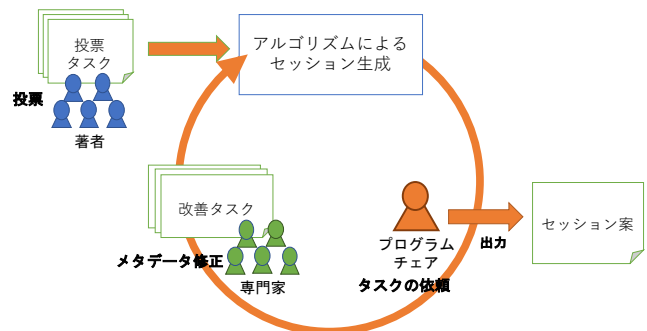 投票
タスク
投票
著者
アルゴリズムによる
セッション生成
改善タスク
メタデータ修正
専門家
プログラム
チェア
タスクの依頼
出力
セッション案